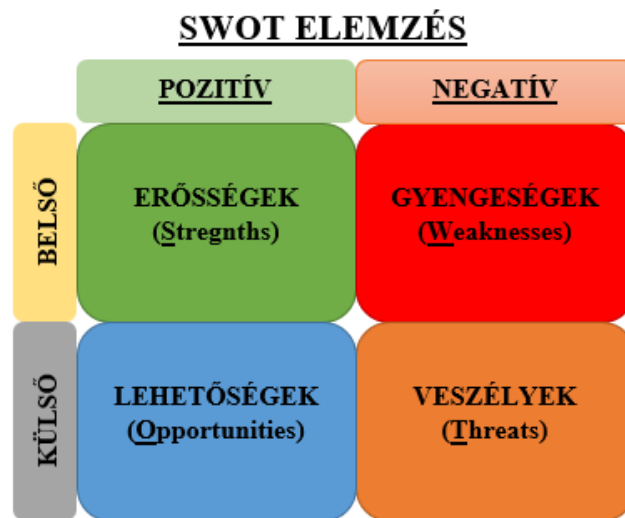 SWOT ELEMZÉS
POZITÍV
NEGATÍV
BELSŐ
ERŐSSÉGEK
(Stregnths)
GYENGESÉGEK
(Weaknesses)
KÜLSŐ
LEHETŐSÉGEK
(Opportunities)
VESZÉLYEK
(Threats)